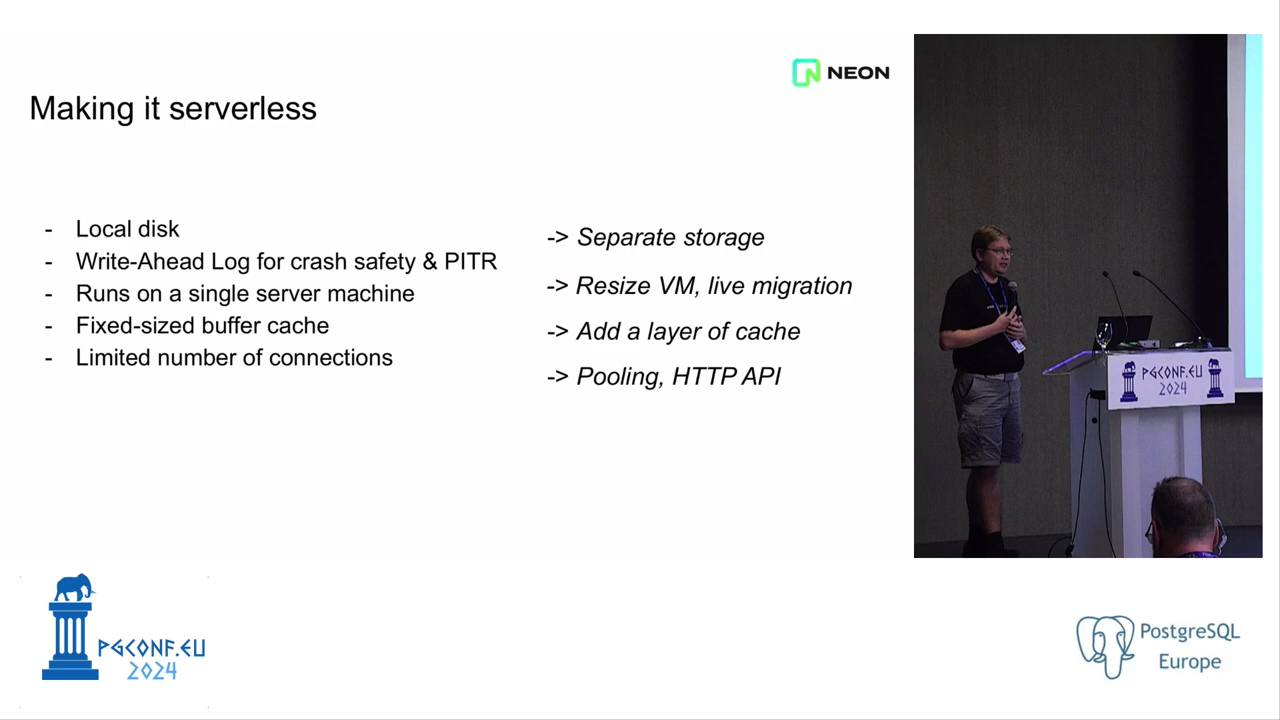 NEON
Making it serverless
- Local disk
- Write-Ahead Log for crash safety & PITR
- Runs on a single server machine
- Fixed-sized buffer cache
- Limited number of connections
-> Separate storage
-> Resize VM, live migration
-> Add a layer of cache
-> Pooling, HTTP API
PGCONF.EU
2024
PGCONF.EU
2024
PostgreSQL
Europe